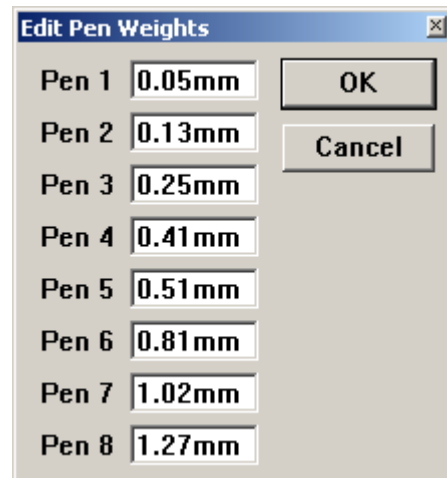 Edit Pen Weights
Pen 1 0.05mm OK
Pen 2 0.13mm Cancel
Pen 3 0.25mm
Pen 4 0.41mm
Pen 5 0.51mm
Pen 6 0.81mm
Pen 7 1.02mm
Pen 8 1.27mm